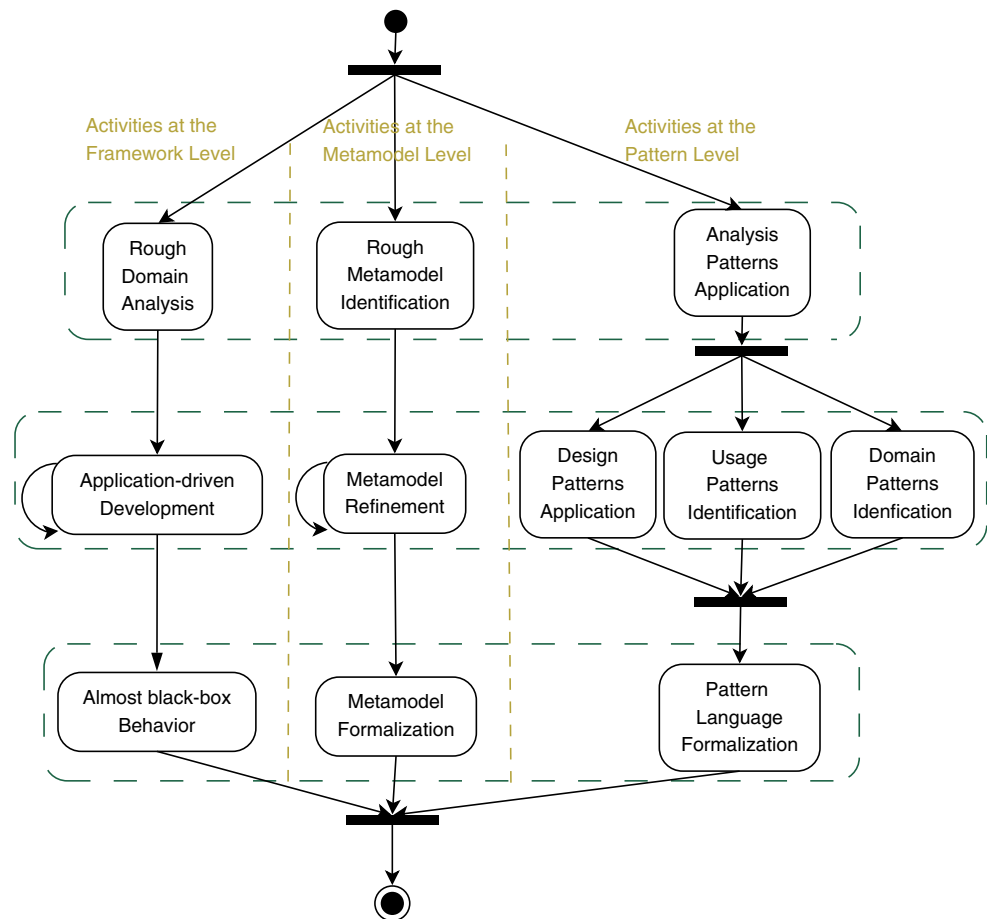 Activities at the
Framework Level
Activities at the
Metamodel Level
Activities at the
Pattern Level
Rough
Domain
Analysis
Rough
Metamodel
Identification
Analysis
Patterns
Application
Application-driven
Development
Metamodel
Refinement
Design
Patterns
Application
Usage
Patterns
Identification
Domain
Patterns
Idenfication
Almost black-box
Behavior
Metamodel
Formalization
Pattern
Language
Formalization